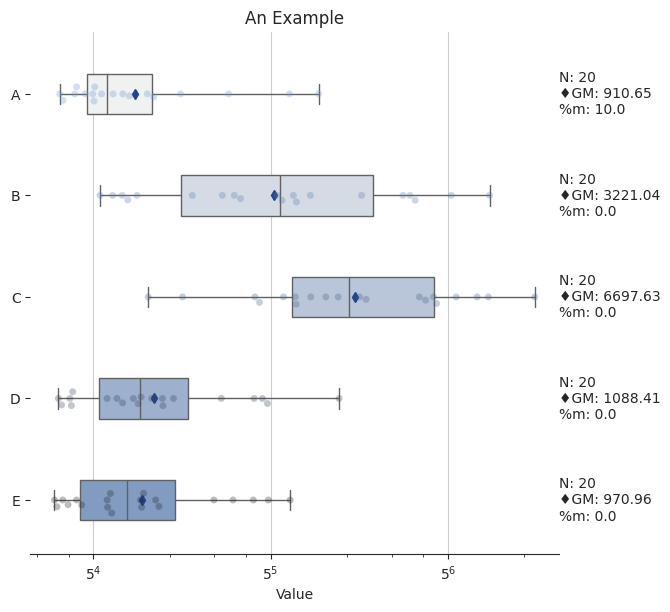 An Example
A
N: 20
♦GM: 910.65
%m: 10.0
B
N: 20
♦GM: 3221.04
%m: 0.0
C
N: 20
♦GM: 6697.63
%m: 0.0
D
N: 20
♦GM: 1088.41
%m: 0.0
E
N: 20
♦GM: 970.96
%m: 0.0
5⁴ 5⁵ 5⁶
Value